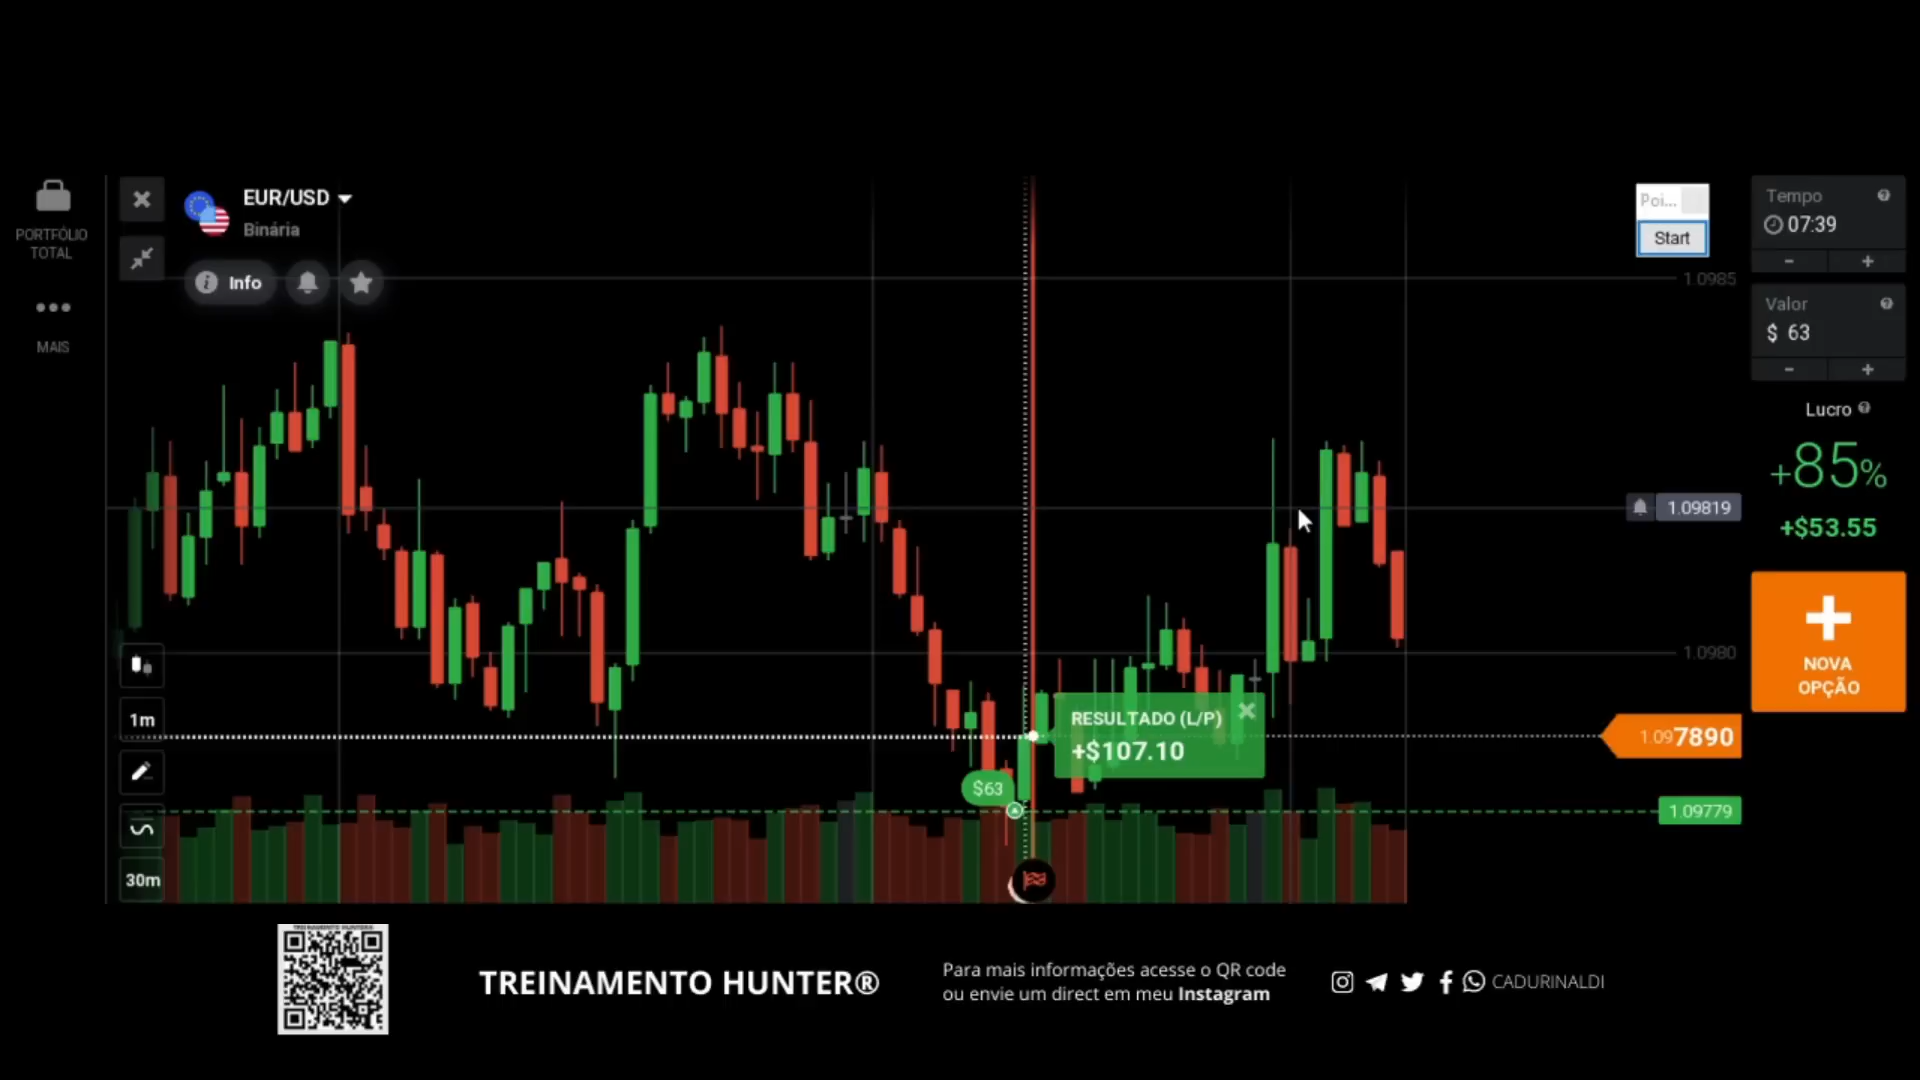 PORTFÓLIO
TOTAL
MAIS
EUR/USD
Binária
Info
Poi...
Start
1.0985
1.09819
1.0980
1.097890
1.09779
Tempo
07:39
- +
Valor
$ 63
- +
Lucro
+85%
+$53.55
NOVA
OPÇÃO
RESULTADO (L/P)
+$107.10
$63
1m
30m
TREINAMENTO HUNTER®
Para mais informações acesse o QR code
ou envie um direct em meu Instagram
CADURINALDI